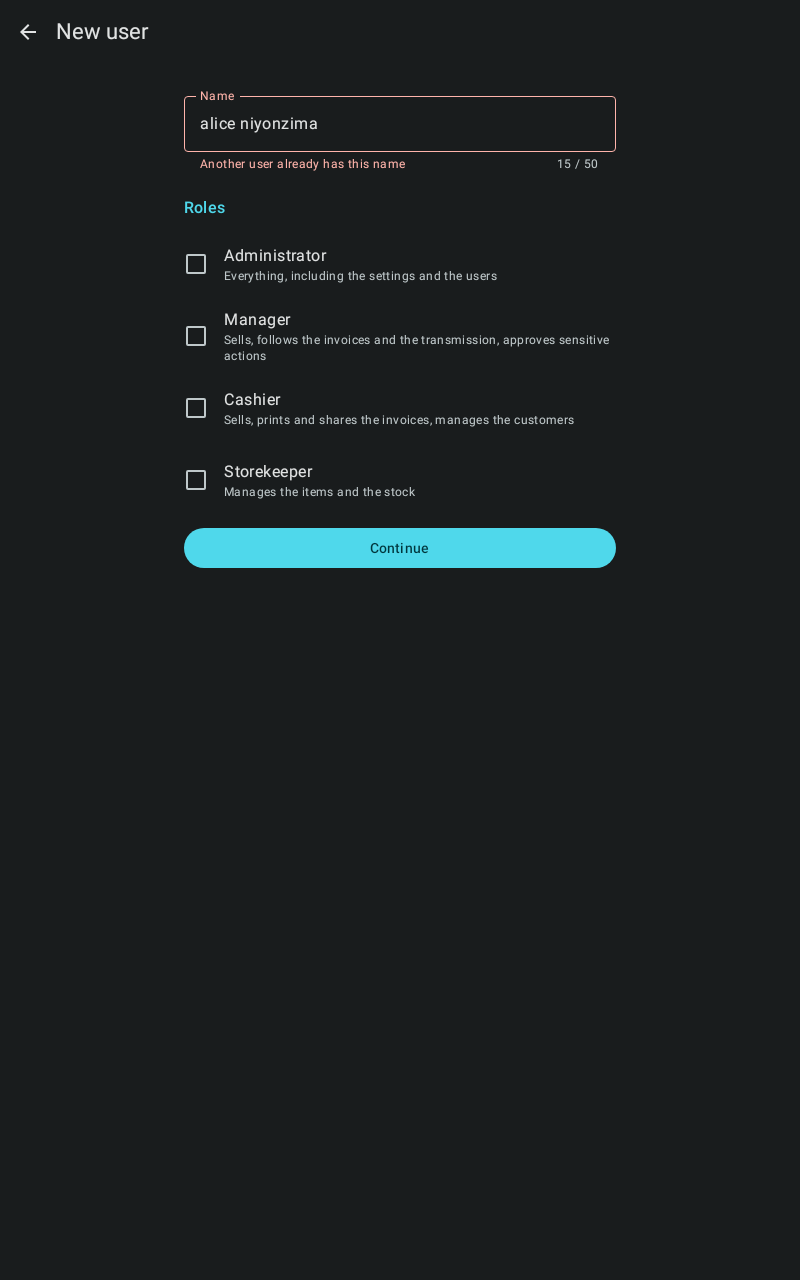 New user
Name
alice niyonzima
Another user already has this name 15 / 50
Roles
Administrator
Everything, including the settings and the users
Manager
Sells, follows the invoices and the transmission, approves sensitive
actions
Cashier
Sells, prints and shares the invoices, manages the customers
Storekeeper
Manages the items and the stock
Continue